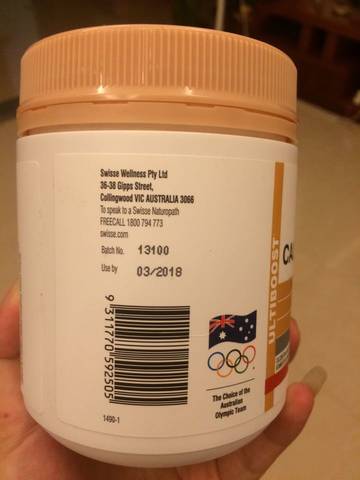 Swisse Wellness Pty Ltd
36-38 Gipps Street,
Collingwood VIC AUSTRALIA 3066
To speak to a Swisse Naturopath
FREECALL 1800 794 773
swisse.com
Batch No. 13100
Use by 03/2018
9 311770 592505
1490-1
The Choice of the
Australian
Olympic Team
ULTIBOOST